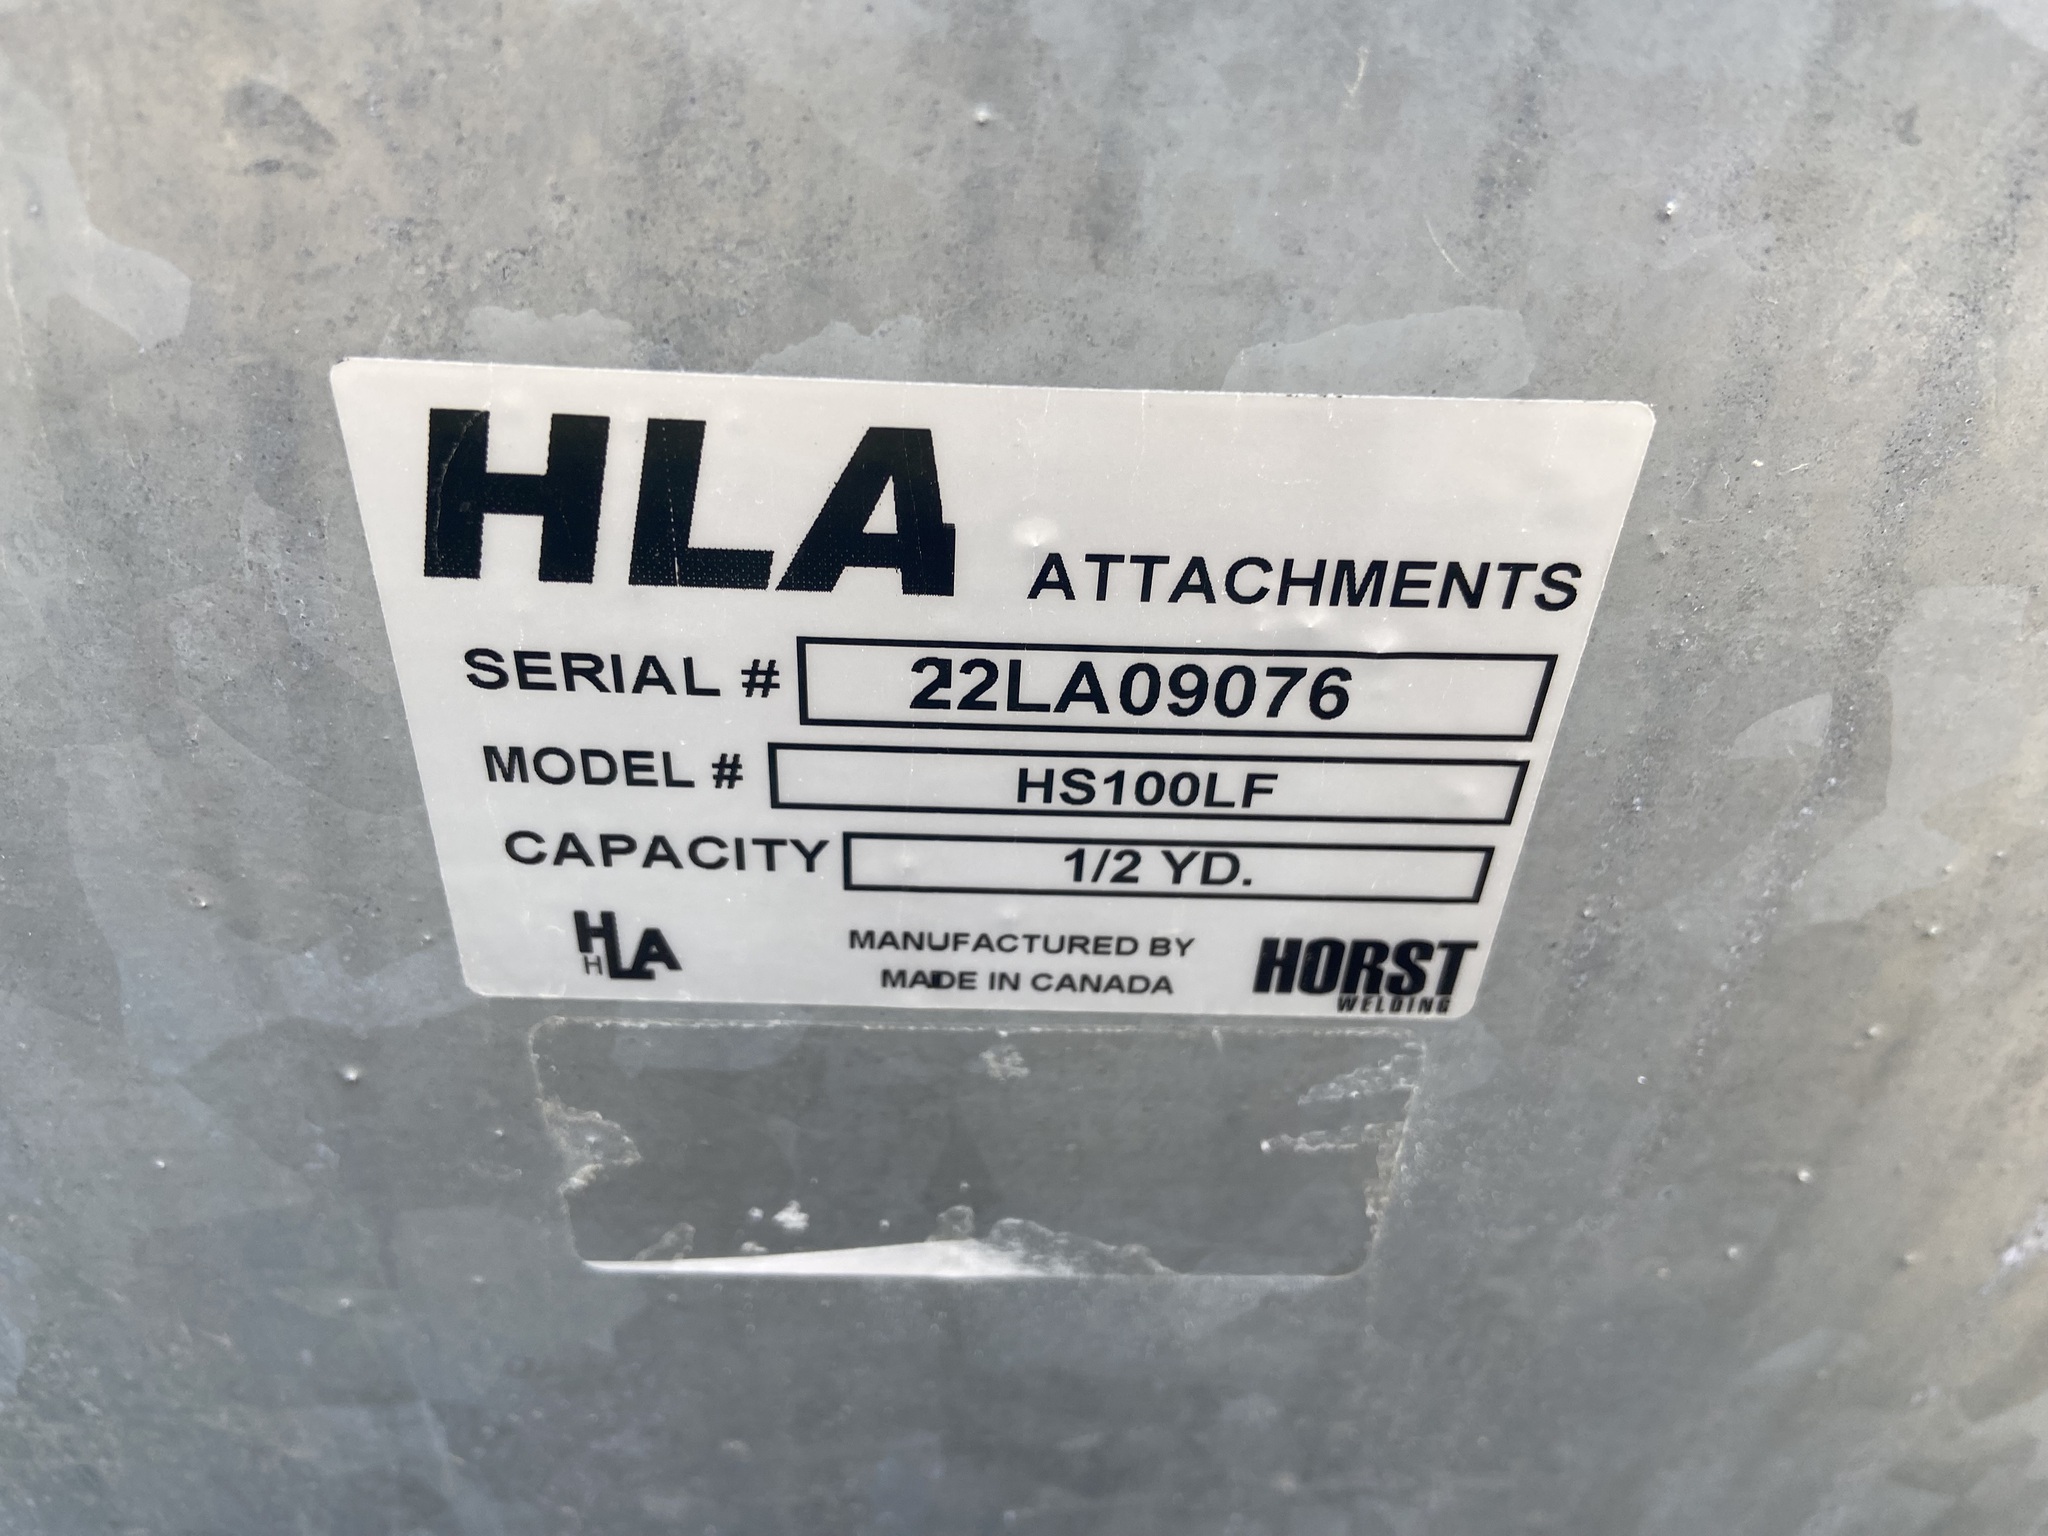 HLA ATTACHMENTS
SERIAL # 22LA09076
MODEL # HS100LF
CAPACITY 1/2 YD.
HLA
H
MANUFACTURED BY
MADE IN CANADA
HORST
WELDING